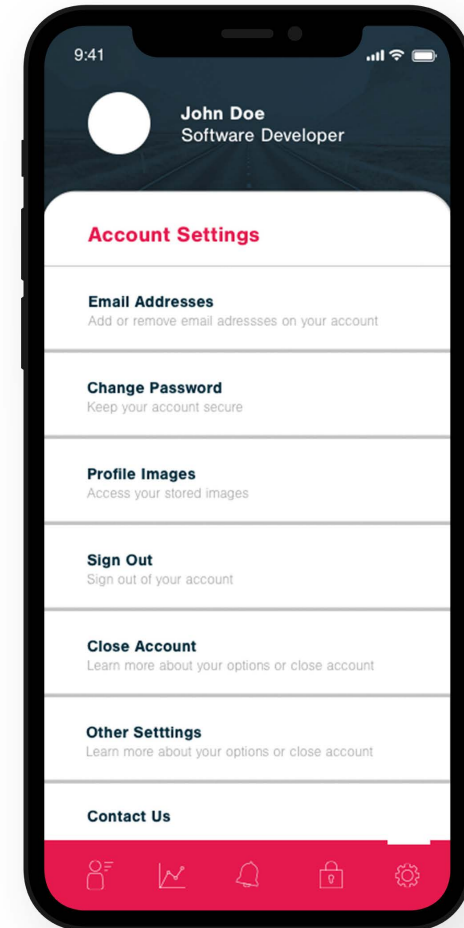 9:41
John Doe
Software Developer
Account Settings
Email Addresses
Add or remove email adressses on your account
Change Password
Keep your account secure
Profile Images
Access your stored images
Sign Out
Sign out of your account
Close Account
Learn more about your options or close account
Other Setttings
Learn more about your options or close account
Contact Us